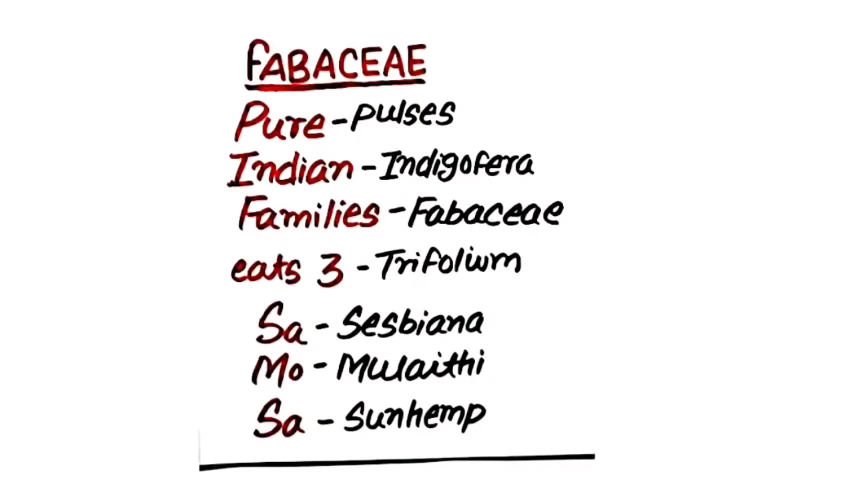 fABACEAE
Pure - Pulses
Indian - Indigofera
Families - Fabaceae
eats 3 - Trifolium
Sa - Sesbiana
Mo - Mulaithi
Sa - Sunhemp